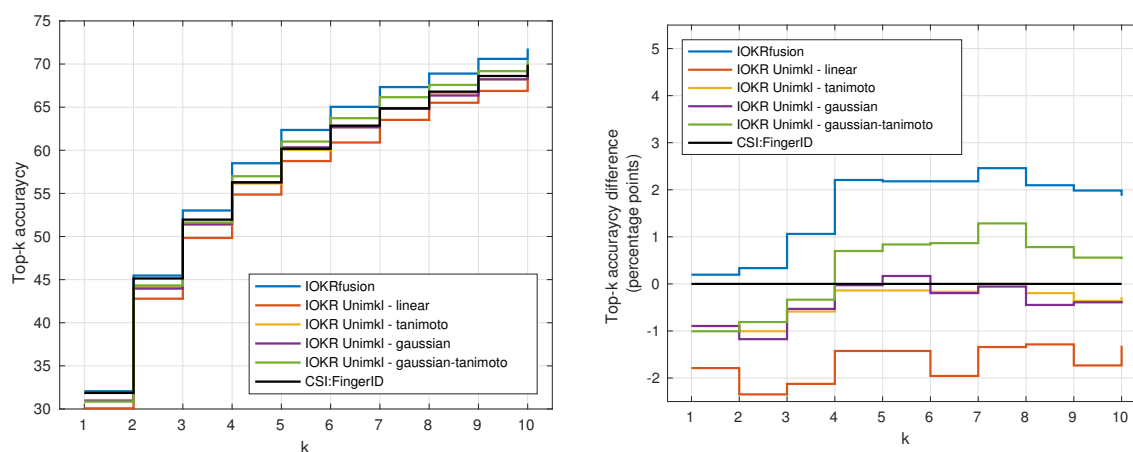 75
70
65
60
55
50
45
40
35
30
Top-k accuraycy
1 2 3 4 5 6 7 8 9 10
k
IOKRfusion
IOKR Unimkl - linear
IOKR Unimkl - tanimoto
IOKR Unimkl - gaussian
IOKR Unimkl - gaussian-tanimoto
CSI:FingerID
5
4
3
2
1
0
-1
-2
Top-k accuraycy difference
(percentage points)
1 2 3 4 5 6 7 8 9 10
k
IOKRfusion
IOKR Unimkl - linear
IOKR Unimkl - tanimoto
IOKR Unimkl - gaussian
IOKR Unimkl - gaussian-tanimoto
CSI:FingerID